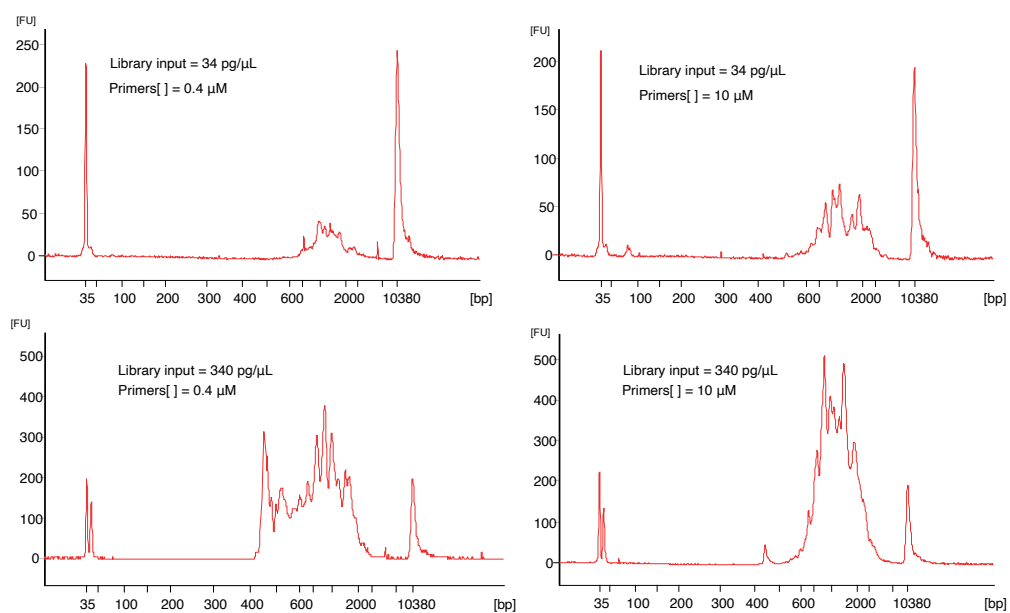 [FU]
250
200
150
100
50
0
Library input = 34 pg/µL
Primers[ ] = 0.4 µM
35 100 200 300 400 600 2000 10380 [bp]
[FU]
200
150
100
50
0
Library input = 34 pg/µL
Primers[ ] = 10 µM
35 100 200 300 400 600 2000 10380 [bp]
[FU]
500
400
300
200
100
0
Library input = 340 pg/µL
Primers[ ] = 0.4 µM
35 100 200 300 400 600 2000 10380 [bp]
[FU]
500
400
300
200
100
0
Library input = 340 pg/µL
Primers[ ] = 10 µM
35 100 200 300 400 600 2000 10380 [bp]